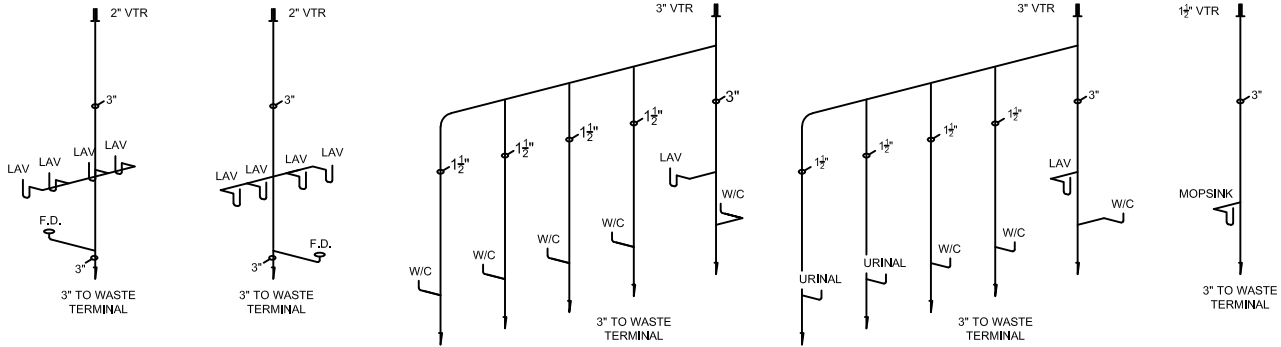 2" VTR
3"
LAV
LAV
LAV
LAV
F.D.
3"
3" TO WASTE
TERMINAL
2" VTR
3"
LAV
LAV
LAV
LAV
F.D.
3"
3" TO WASTE
TERMINAL
3" VTR
3"
1½"
1½"
1½"
1½"
LAV
W/C
W/C
W/C
W/C
W/C
3" TO WASTE
TERMINAL
3" VTR
3"
1½"
1½"
1½"
1½"
LAV
W/C
W/C
W/C
URINAL
URINAL
3" TO WASTE
TERMINAL
1½" VTR
3"
MOPSINK
3" TO WASTE
TERMINAL